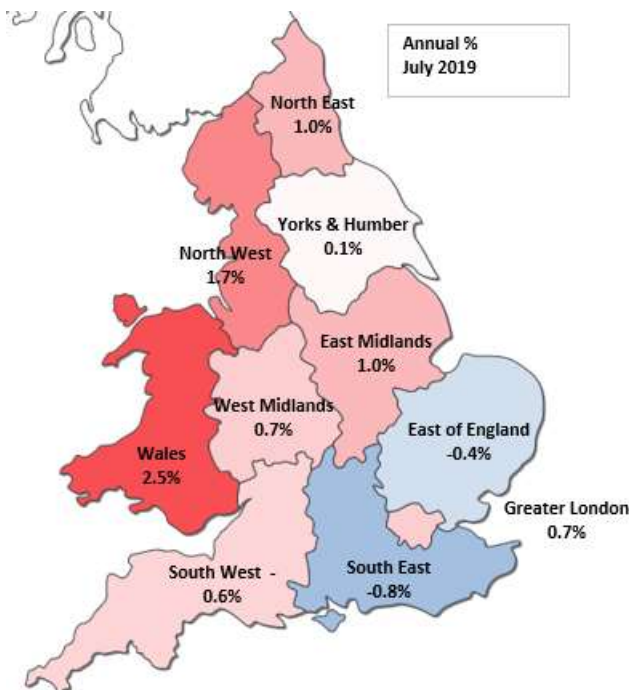 Annual %
July 2019
North East
1.0%
Yorks & Humber
0.1%
North West
1.7%
East Midlands
1.0%
West Midlands
0.7%
East of England
-0.4%
Wales
2.5%
Greater London
0.7%
South West -
0.6%
South East
-0.8%